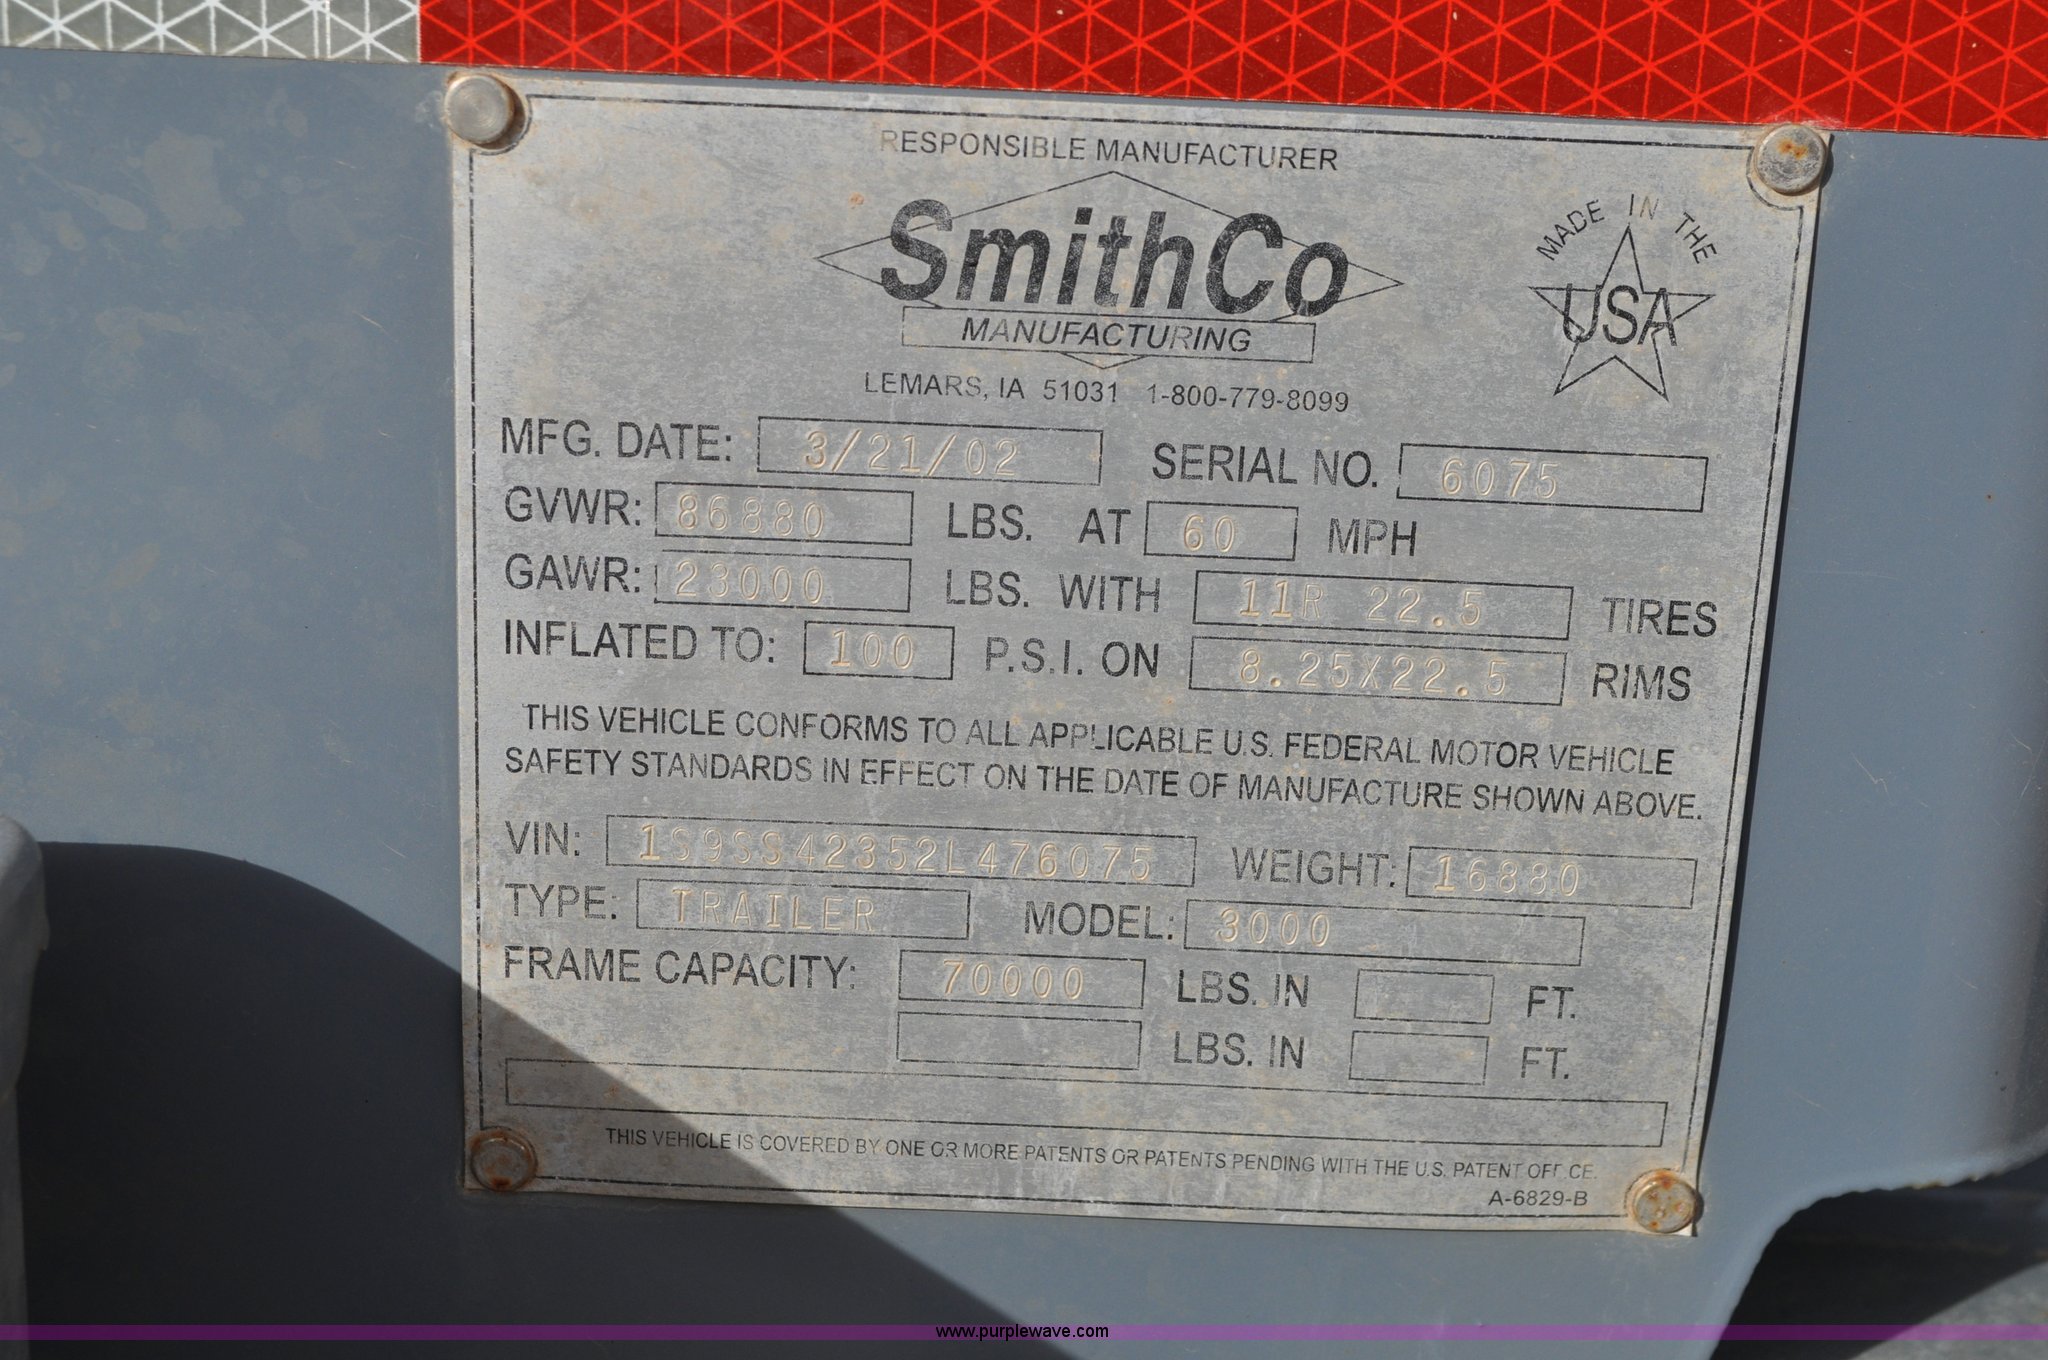 RESPONSIBLE MANUFACTURER
SmithCo
MANUFACTURING
MADE IN THE
USA
LEMARS, IA 51031 1-800-779-8099
MFG. DATE: 3/21/02 SERIAL NO. 6075
GVWR: 86880 LBS. AT 60 MPH
GAWR: 23000 LBS. WITH 11R 22.5 TIRES
INFLATED TO: 100 P.S.I. ON 8.25X22.5 RIMS
THIS VEHICLE CONFORMS TO ALL APPLICABLE U.S. FEDERAL MOTOR VEHICLE
SAFETY STANDARDS IN EFFECT ON THE DATE OF MANUFACTURE SHOWN ABOVE.
VIN: 1S9SS42352L476075 WEIGHT: 16880
TYPE: TRAILER MODEL: 3000
FRAME CAPACITY: 70000 LBS. IN FT.
LBS. IN FT.
THIS VEHICLE IS COVERED BY ONE OR MORE PATENTS OR PATENTS PENDING WITH THE U.S. PATENT OFFICE.
A-6829-B
www.purplewave.com